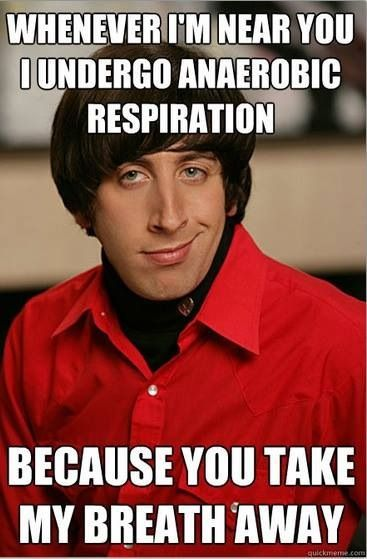 WHENEVER I'M NEAR YOU
I UNDERGO ANAEROBIC
RESPIRATION
BECAUSE YOU TAKE
MY BREATH AWAY
quickmeme.com